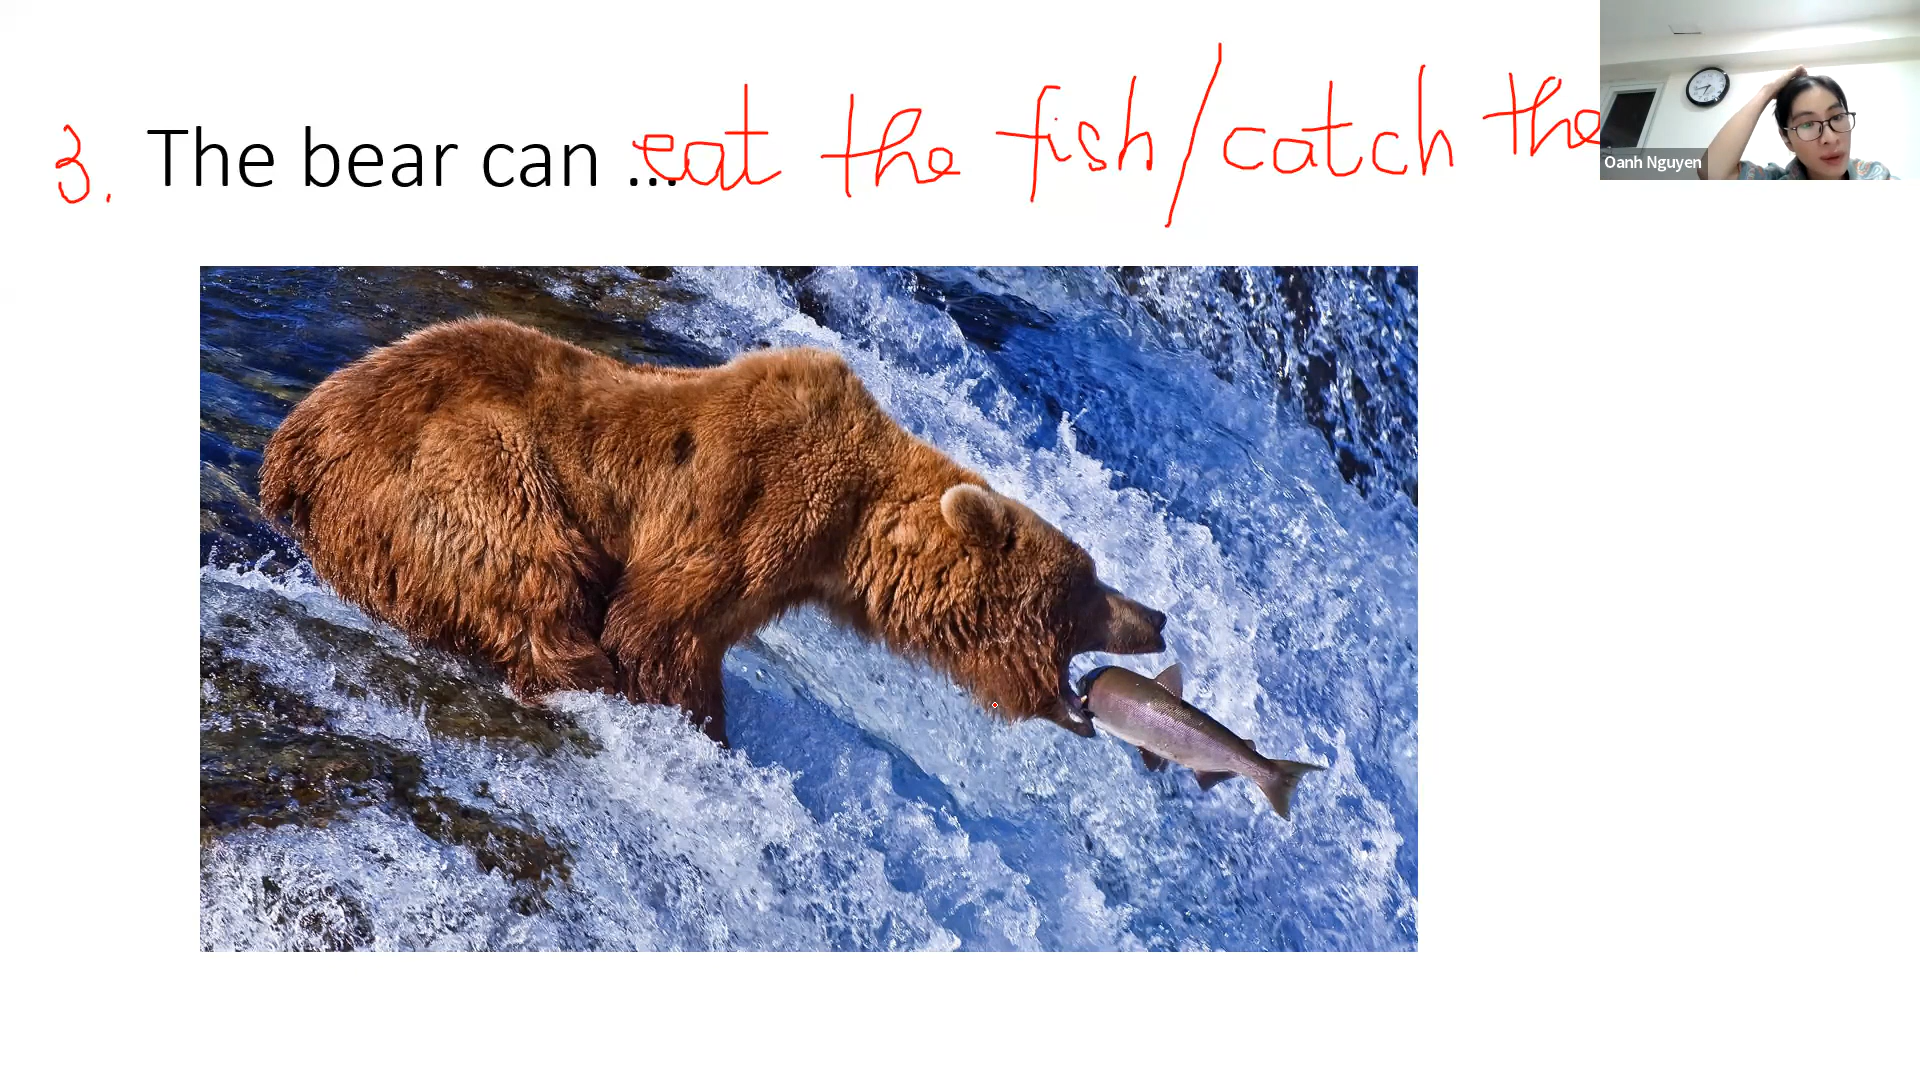 3. The bear can ... eat the fish/catch the
Oanh Nguyen